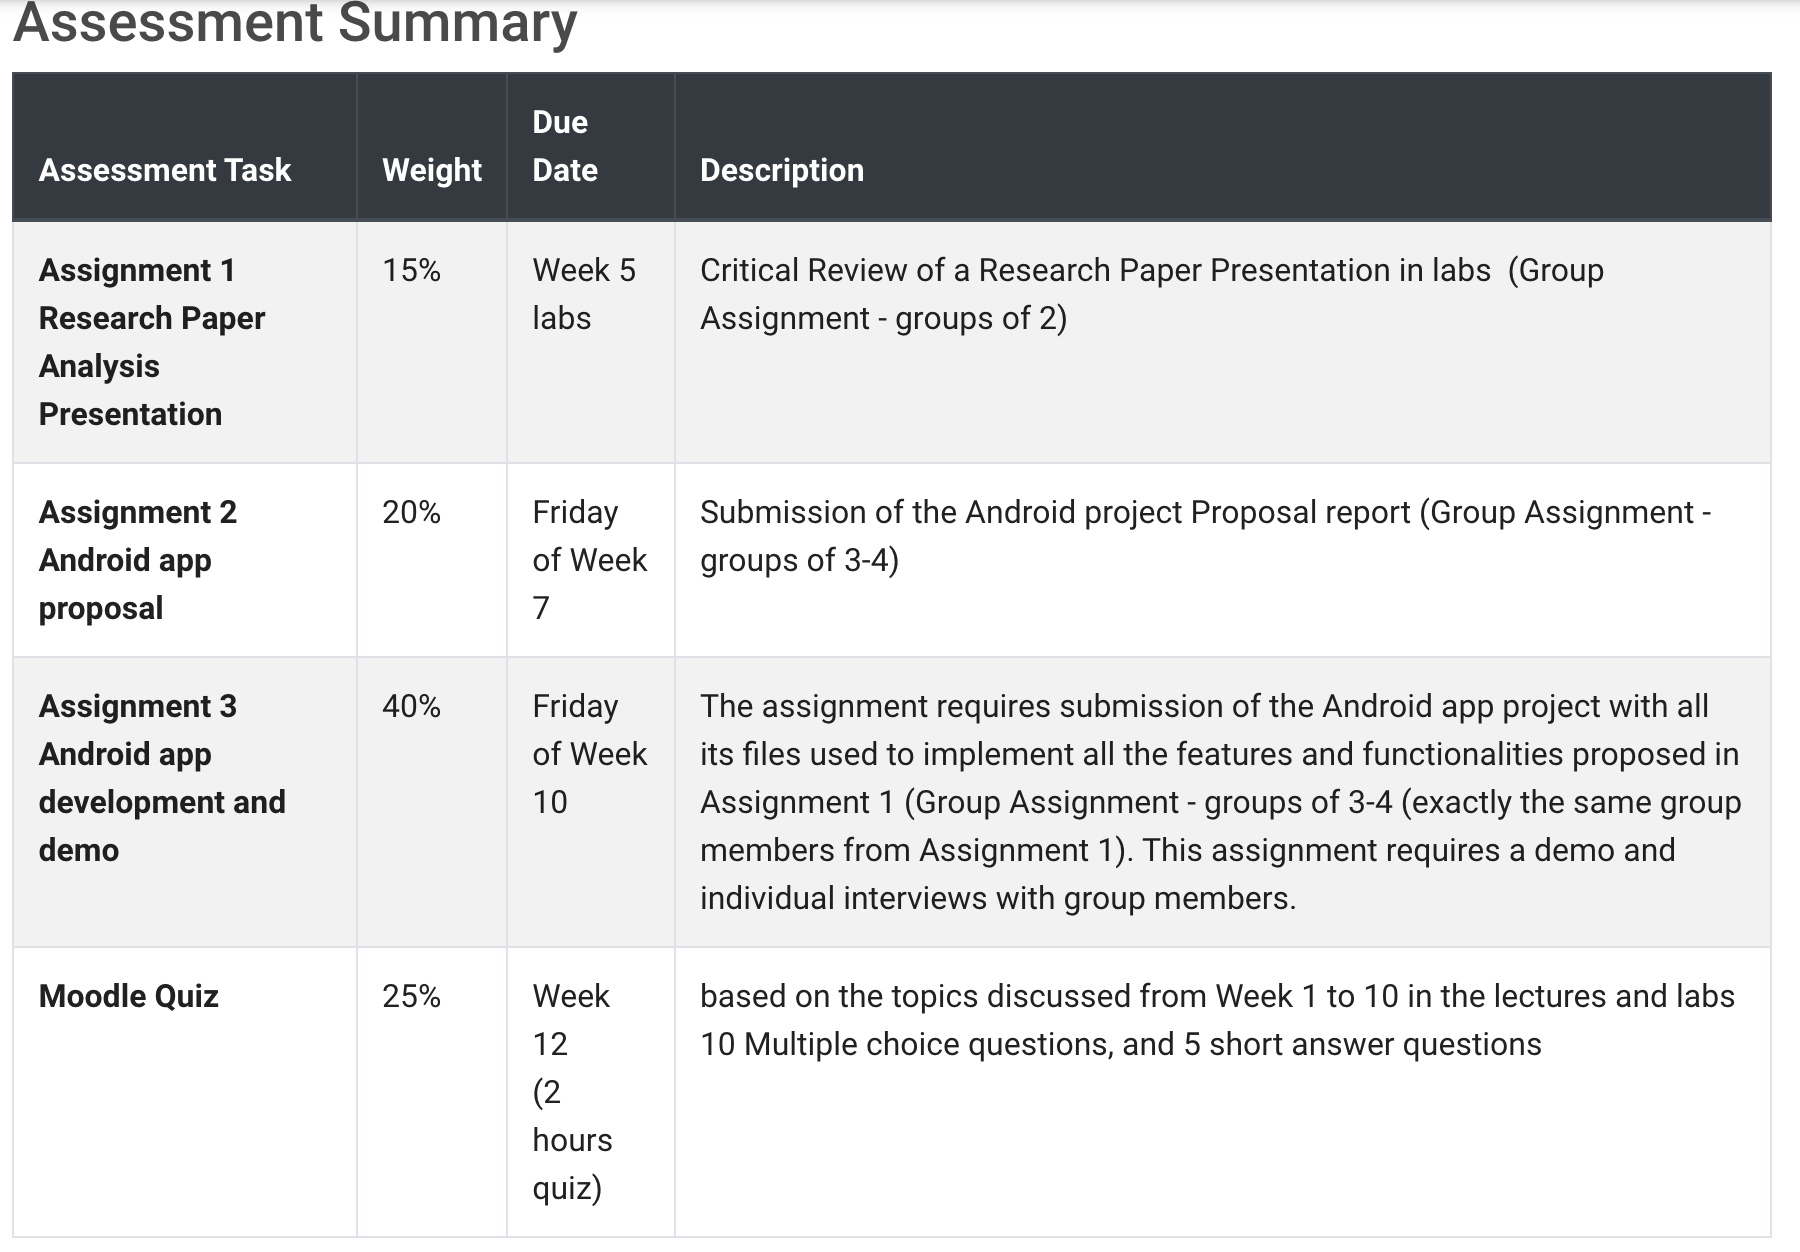 Assessment Summary
Assessment Task
Weight
Due
Date
Description
Assignment 1
Research Paper
Analysis
Presentation
15%
Week 5
labs
Critical Review of a Research Paper Presentation in labs  (Group
Assignment - groups of 2)
Assignment 2
Android app
proposal
20%
Friday
of Week
7
Submission of the Android project Proposal report (Group Assignment -
groups of 3-4)
Assignment 3
Android app
development and
demo
40%
Friday
of Week
10
The assignment requires submission of the Android app project with all
its files used to implement all the features and functionalities proposed in
Assignment 1 (Group Assignment - groups of 3-4 (exactly the same group
members from Assignment 1). This assignment requires a demo and
individual interviews with group members.
Moodle Quiz
25%
Week
12
(2
hours
quiz)
based on the topics discussed from Week 1 to 10 in the lectures and labs
10 Multiple choice questions, and 5 short answer questions